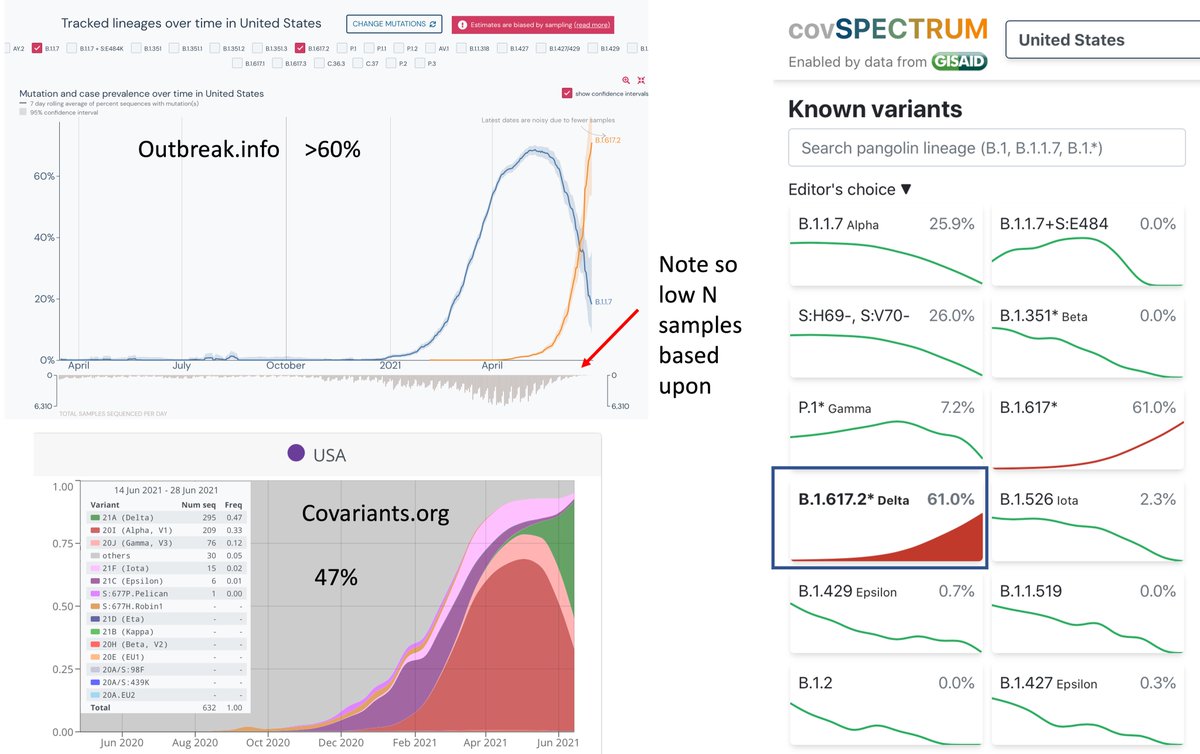 Tracked lineages over time in United States
CHANGE MUTATIONS
Estimates are biased by sampling (read more)
AY.2 B.1.1.7 B.1.1.7 + S:E484K B.1.351 B.1.351.1 B.1.351.2 B.1.351.3 B.1.617.2 P.1 P.1.1 P.1.2 AV.1 B.1.1.318 B.1.427 B.1.427/429 B.1.429
B.1.617.1 B.1.617.3 C.36.3 C.37 P.2 P.3
Mutation and case prevalence over time in United States
7 day rolling average of percent sequences with mutation(s)
95% confidence interval
show confidence intervals
Latest dates are noisy due to fewer samples
Outbreak.info >60%
B.1.617.2
60%
40%
20%
B.1.1.7
0%
April July October 2021 April
0 0
6,310 6,310
TOTAL SAMPLES SEQUENCED PER DAY
Note so
low N
samples
based
upon
USA
1.00
0.75
0.50
0.25
0.00
14 Jun 2021 - 28 Jun 2021
Variant Num seq Freq
21A (Delta) 295 0.47
20I (Alpha, V1) 209 0.33
20J (Gamma, V3) 76 0.12
others 30 0.05
21F (Iota) 15 0.02
21C (Epsilon) 6 0.01
S:677P.Pelican 1 0.00
S:677H.Robin1 - -
21D (Eta) - -
21B (Kappa) - -
20H (Beta, V2) - -
20E (EU1) - -
20A/S:98F - -
20A/S:439K - -
20A.EU2 - -
Total 632 1.00
Covariants.org
47%
Jun 2020 Aug 2020 Oct 2020 Dec 2020 Feb 2021 Apr 2021 Jun 2021
covSPECTRUM
Enabled by data from GISAID
United States
Known variants
Search pangolin lineage (B.1, B.1.1.7, B.1.*)
Editor's choice ▼
B.1.1.7 Alpha 25.9%
B.1.1.7+S:E484 0.0%
S:H69-, S:V70- 26.0%
B.1.351* Beta 0.0%
P.1* Gamma 7.2%
B.1.617* 61.0%
B.1.617.2* Delta 61.0%
B.1.526 Iota 2.3%
B.1.429 Epsilon 0.7%
B.1.1.519 0.0%
B.1.2 0.0%
B.1.427 Epsilon 0.3%